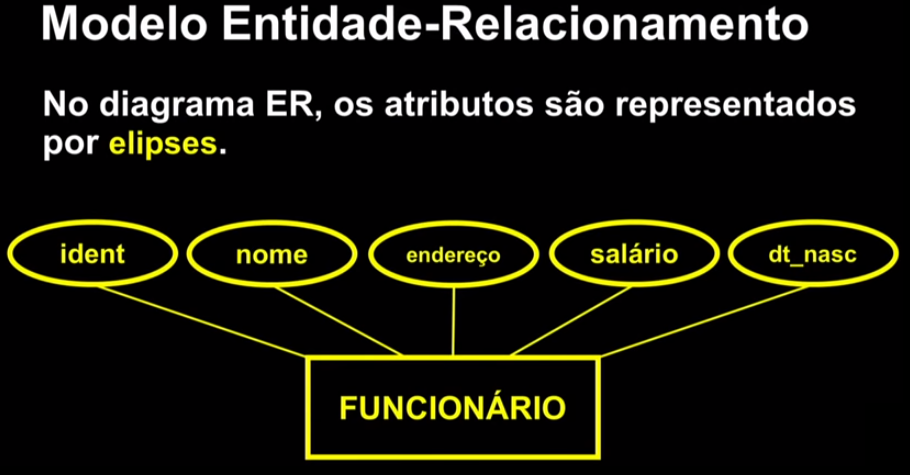 Modelo Entidade-Relacionamento
No diagrama ER, os atributos são representados
por elipses.
ident nome endereço salário dt_nasc
FUNCIONÁRIO